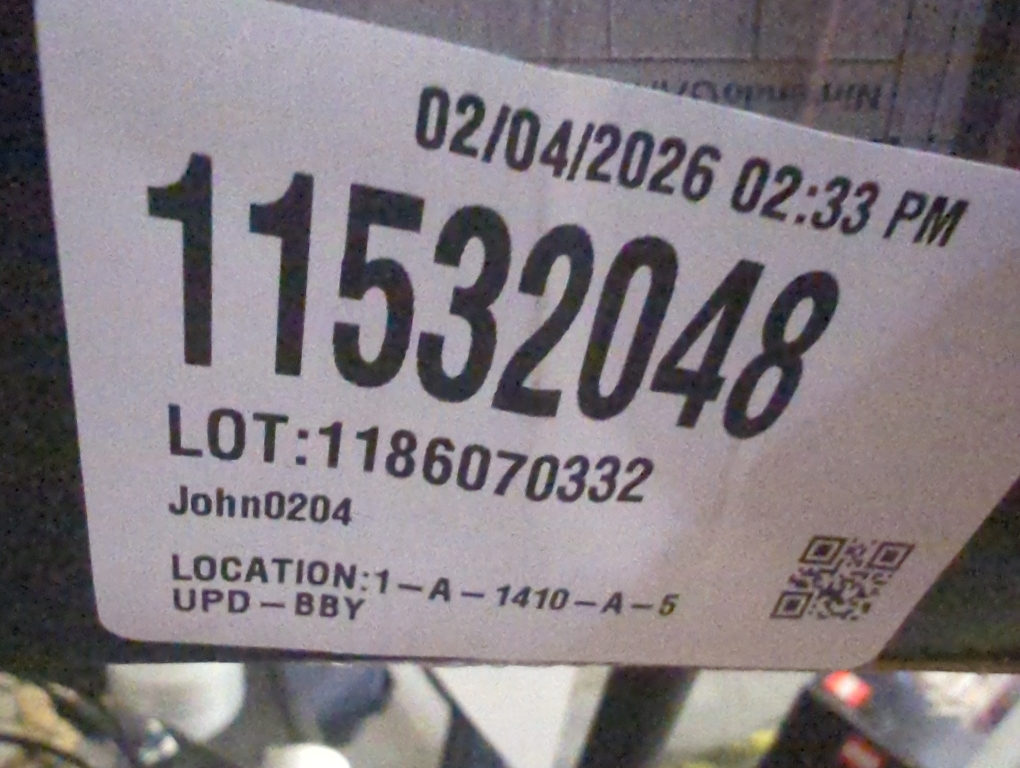 02/04/2026 02:33 PM
11532048
LOT:1186070332
John0204
LOCATION:1-A-1410-A-5
UPD-BBY